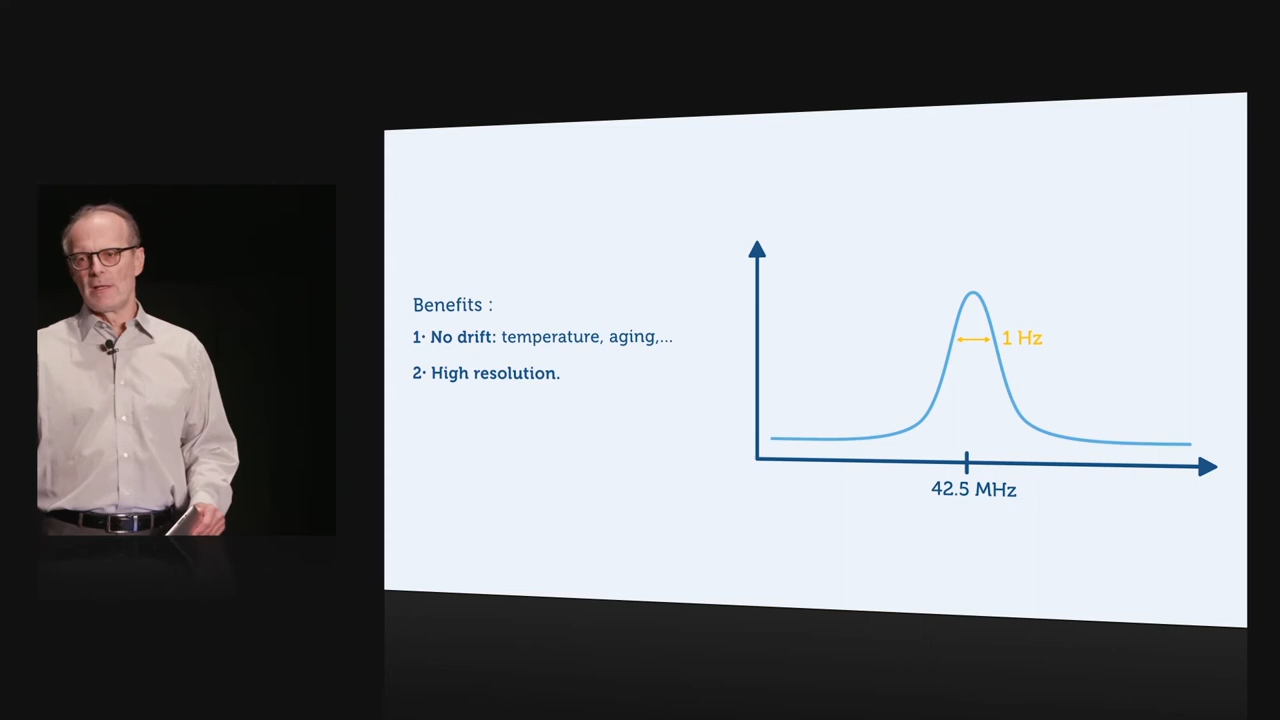 Benefits :
1· No drift: temperature, aging,...
2· High resolution.
1 Hz
42.5 MHz